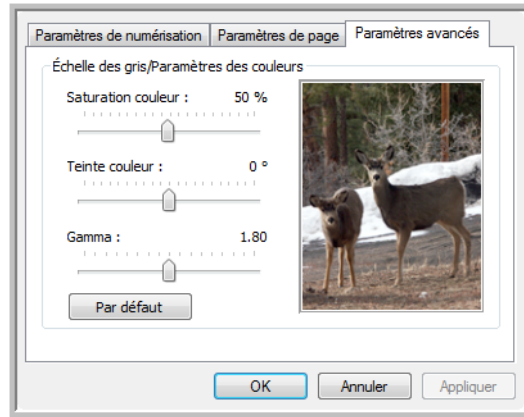 Paramètres de numérisation Paramètres de page Paramètres avancés
Échelle des gris/Paramètres des couleurs
Saturation couleur : 50 %
Teinte couleur : 0 °
Gamma : 1.80
Par défaut
OK Annuler Appliquer